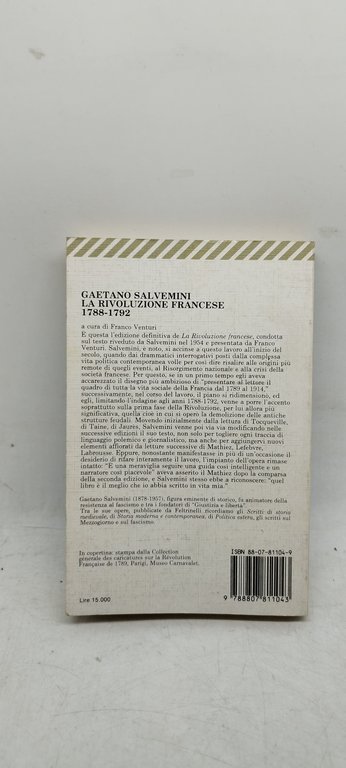 GAETANO SALVEMINI
LA RIVOLUZIONE FRANCESE
1788-1792
a cura di Franco Venturi
È questa l'edizione definitiva de La Rivoluzione francese, condotta
sul testo riveduto da Salvemini nel 1954 e presentata da Franco
Venturi. Salvemini, è noto, si accinse a questo lavoro all'inizio del
secolo, quando dai drammatici interrogativi posti dalla complessa
vita politica contemporanea volle per così dire risalire alle origini più
remote di quegli eventi, al Risorgimento nazionale e alla crisi della
società francese. Per questo, se in un primo tempo egli aveva
accarezzato il disegno più ambizioso di "presentare al lettore il
quadro di tutta la vita sociale della Francia dal 1789 al 1914,"
successivamente, nel corso del lavoro, il piano si ridimensionò, ed
egli, limitando l'indagine agli anni 1788-1792, venne a porre l'accento
soprattutto sulla prima fase della Rivoluzione, per lui allora più
significativa, quella cioè in cui si operò la demolizione delle antiche
strutture feudali. Movendo inizialmente dalla lettura di Tocqueville,
di Taine, di Jaurès, Salvemini venne poi via via modificando nelle
successive edizioni il suo testo, non solo per togliere ogni traccia di
linguaggio polemico e giornalistico, ma anche per aggiungervi nuovi
elementi affiorati da letture successive di Mathiez, Lefebvre,
Labrousse. Eppure, nonostante manifestasse in più di un'occasione il
desiderio di rifare interamente il lavoro, l'impianto dell'opera rimase
intatto: "È una meraviglia seguire una guida così intelligente e un
narratore così piacevole" aveva asserito il Mathiez dopo la comparsa
della seconda edizione, e Salvemini stesso ebbe a riconoscere: "quel
libro è il meglio che io abbia scritto in vita mia."
Gaetano Salvemini (1873-1957), figura eminente di storico, fu animatore della
resistenza al fascismo e tra i fondatori di "Giustizia e libertà".
Tra le sue opere, pubblicate da Feltrinelli ricordiamo gli Scritti di storia
medievale, di Storia moderna e contemporanea, di Politica estera, gli scritti sul
Mezzogiorno e sul fascismo.
In copertina: stampa dalla Collection
générale des caricatures sur la Révolution
Française de 1789, Parigi, Museo Carnavalet.
ISBN 88-07-81104-9
9 788807 811043
Lire 15.000